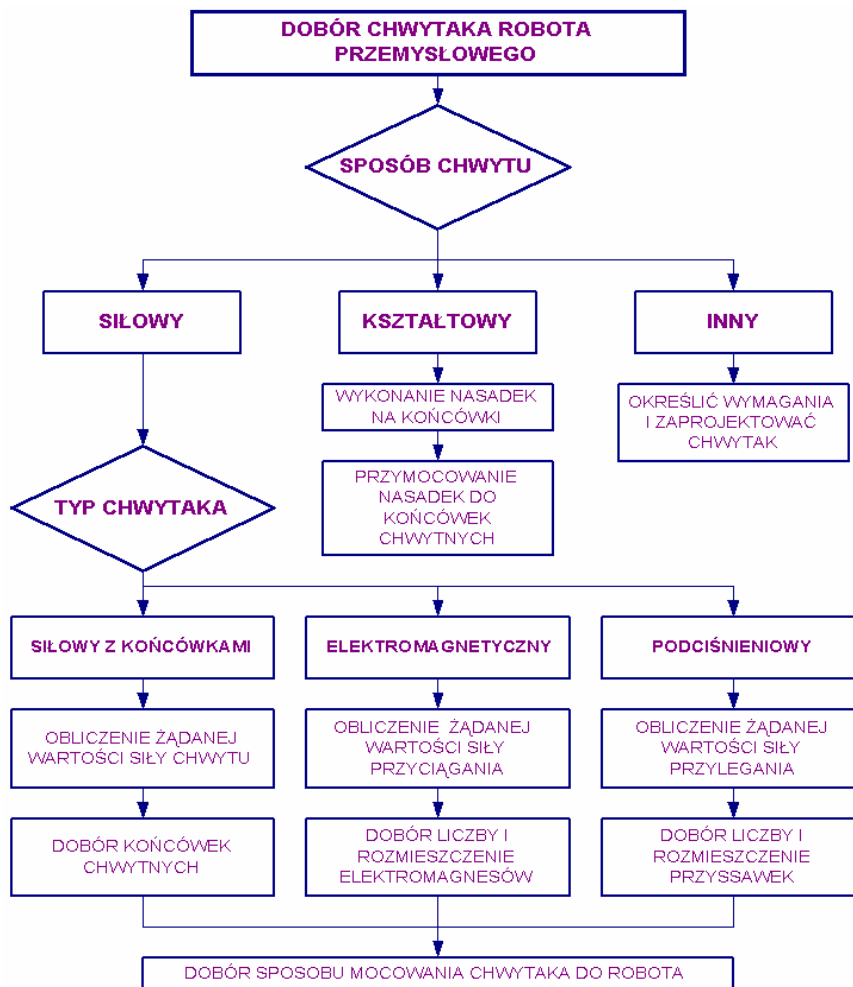 DOBÓR CHWYTAKA ROBOTA
PRZEMYSŁOWEGO
SPOSÓB CHWYTU
SIŁOWY
KSZTAŁTOWY
INNY
WYKONANIE NASADEK
NA KOŃCÓWKI
OKREŚLIĆ WYMAGANIA
I ZAPROJEKTOWAĆ
CHWYTAK
PRZYMOCOWANIE
NASADEK DO
KOŃCÓWEK
CHWYTNYCH
TYP CHWYTAKA
SIŁOWY Z KOŃCÓWKAMI
ELEKTROMAGNETYCZNY
PODCIŚNIENIOWY
OBLICZENIE ŻĄDANEJ
WARTOŚCI SIŁY CHWYTU
OBLICZENIE ŻĄDANEJ
WARTOŚCI SIŁY
PRZYCIĄGANIA
OBLICZENIE ŻĄDANEJ
WARTOŚCI SIŁY
PRZYLEGANIA
DOBÓR KOŃCÓWEK
CHWYTNYCH
DOBÓR LICZBY I
ROZMIESZCZENIE
ELEKTROMAGNESÓW
DOBÓR LICZBY I
ROZMIESZCZENIE
PRZYSSAWEK
DOBÓR SPOSOBU MOCOWANIA CHWYTAKA DO ROBOTA